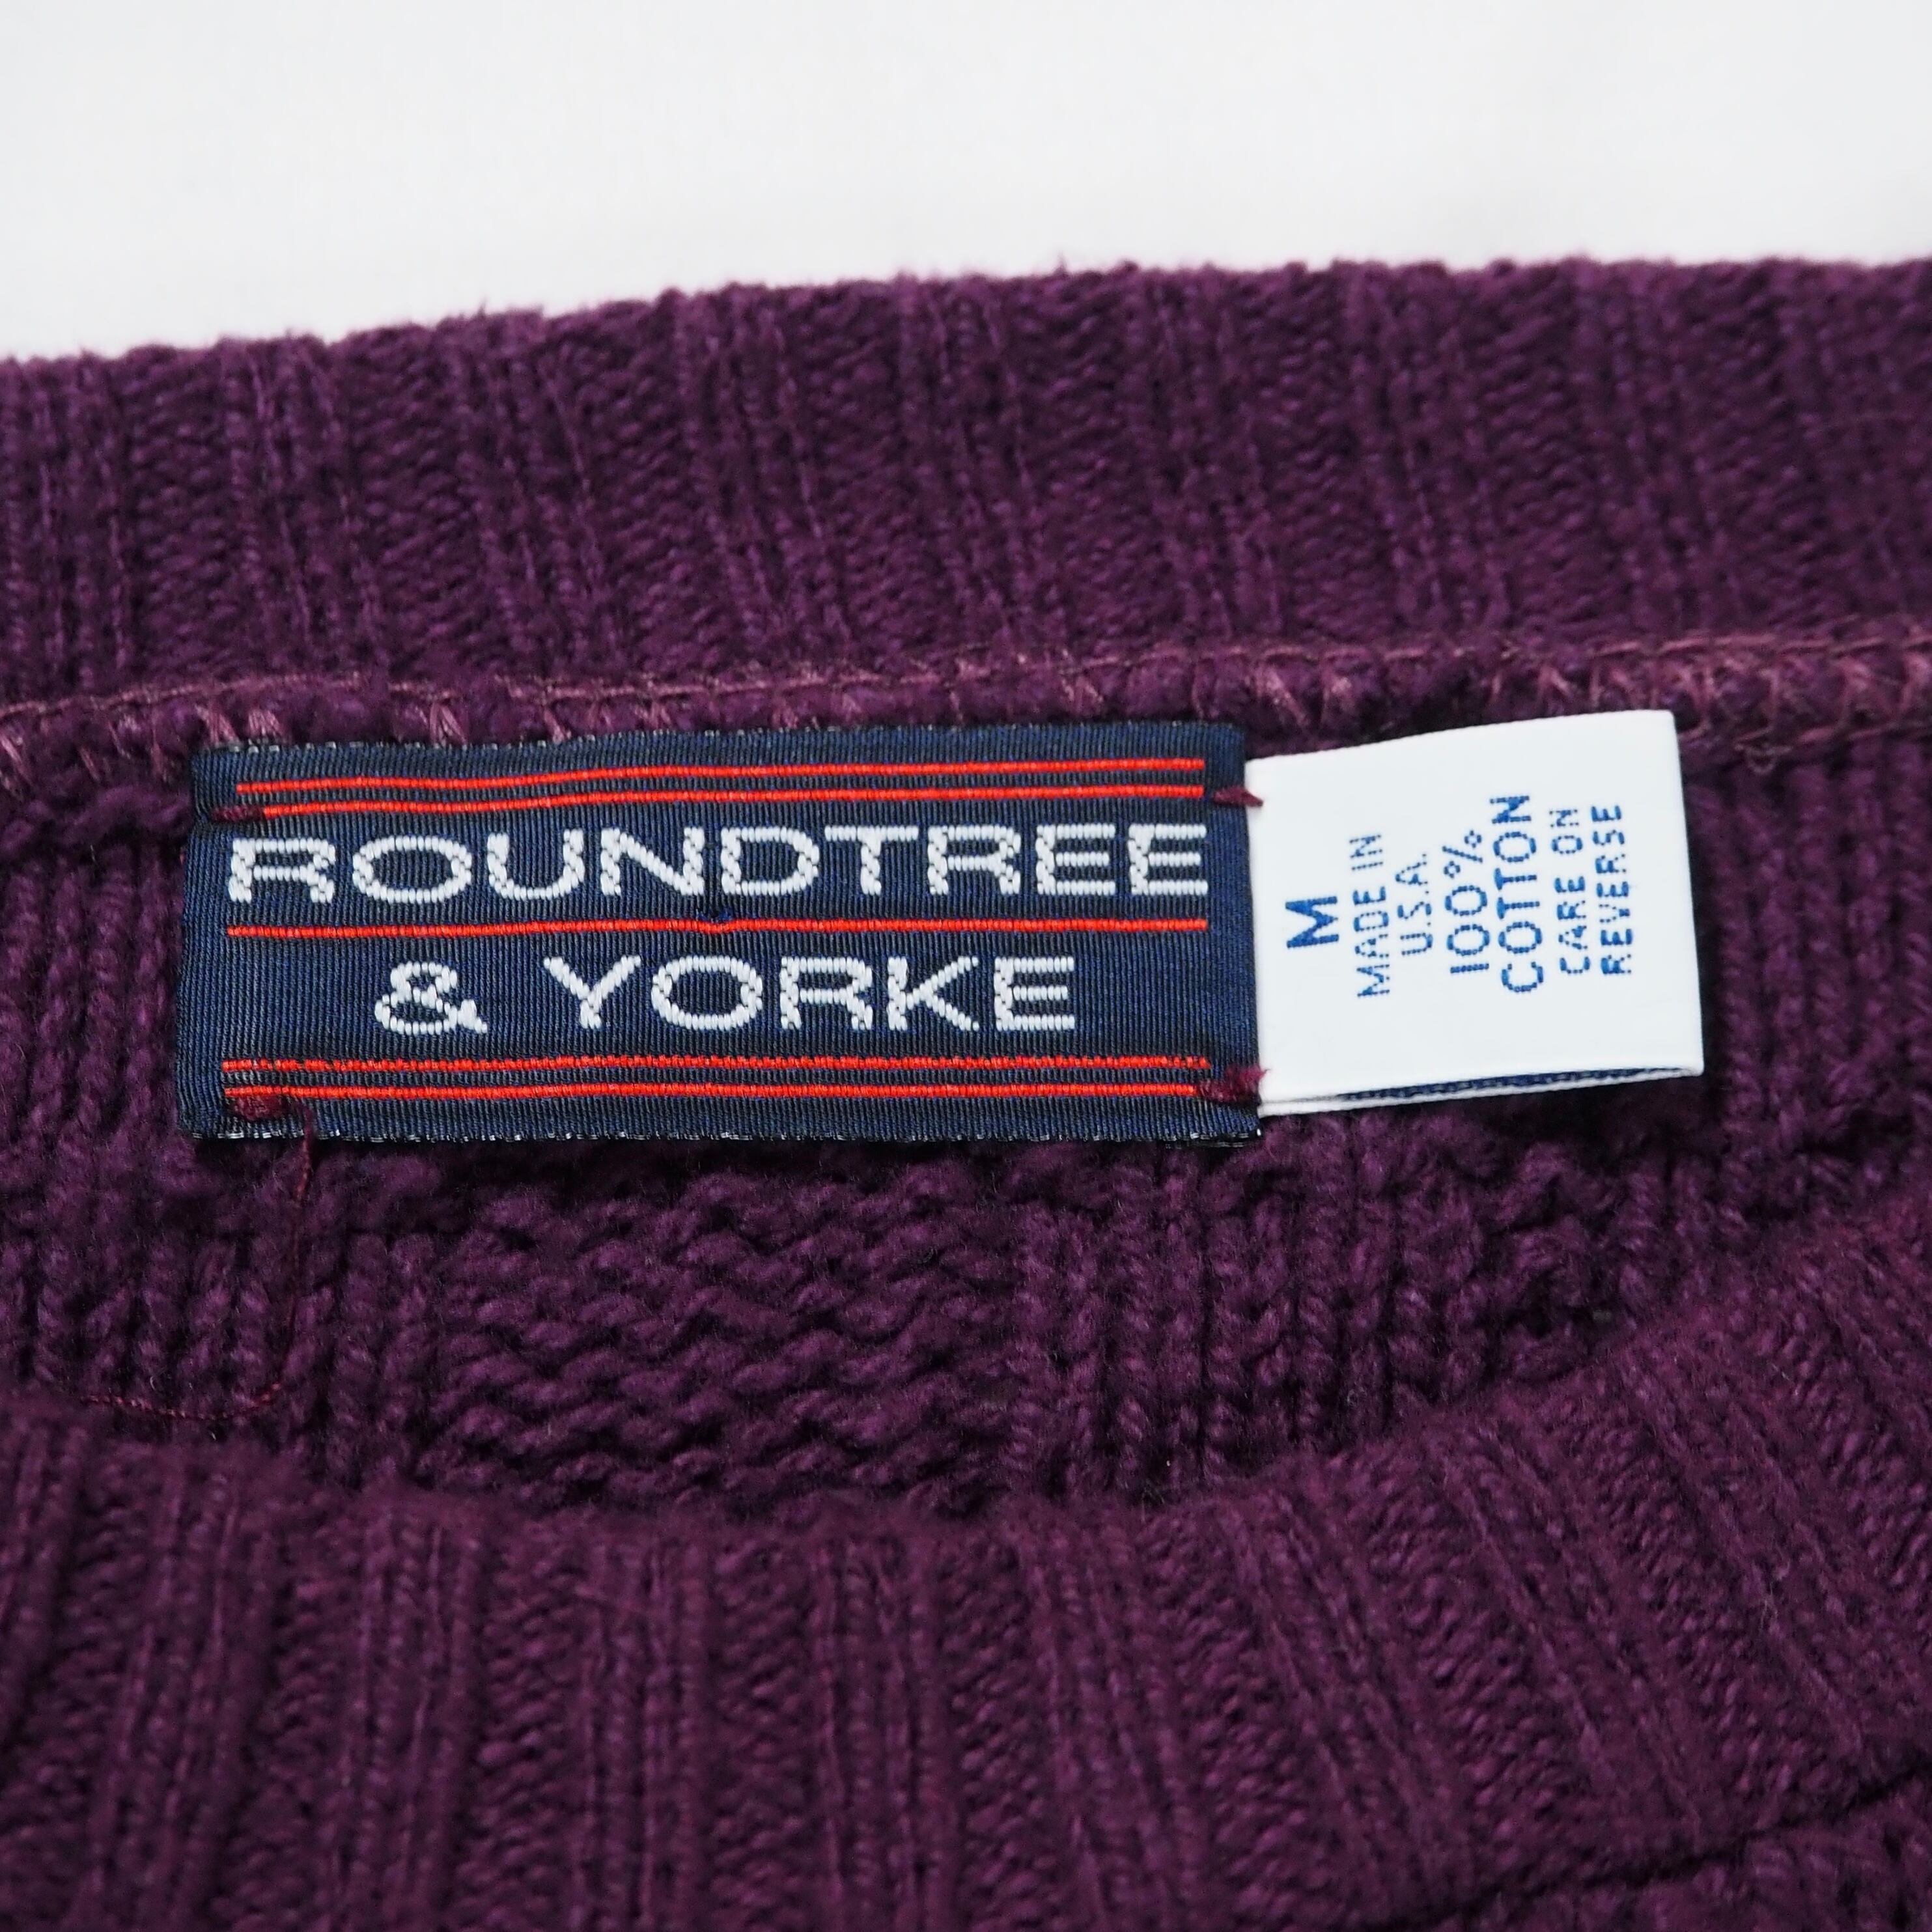 ROUNDTREE
& YORKE
M
MADE IN
U.S.A.
100%
COTTON
CARE ON
REVERSE